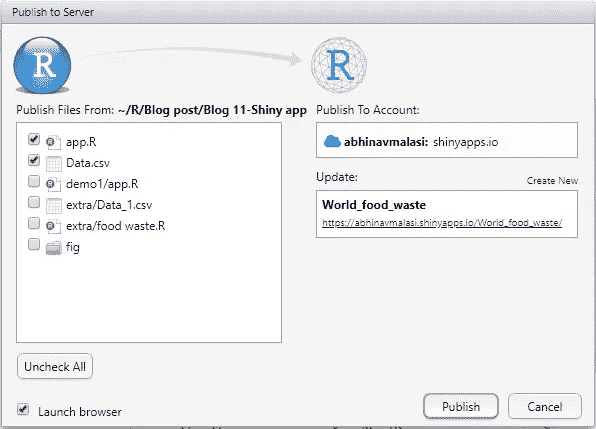 Publish to Server
R
R
Publish Files From: ~/R/Blog post/Blog 11-Shiny app
app.R
Data.csv
demo1/app.R
extra/Data_1.csv
extra/food waste.R
fig
Uncheck All
Launch browser
Publish To Account:
abhinavmalasi: shinyapps.io
Update:
Create New
World_food_waste
https://abhinavmalasi.shinyapps.io/World_food_waste/
Publish
Cancel